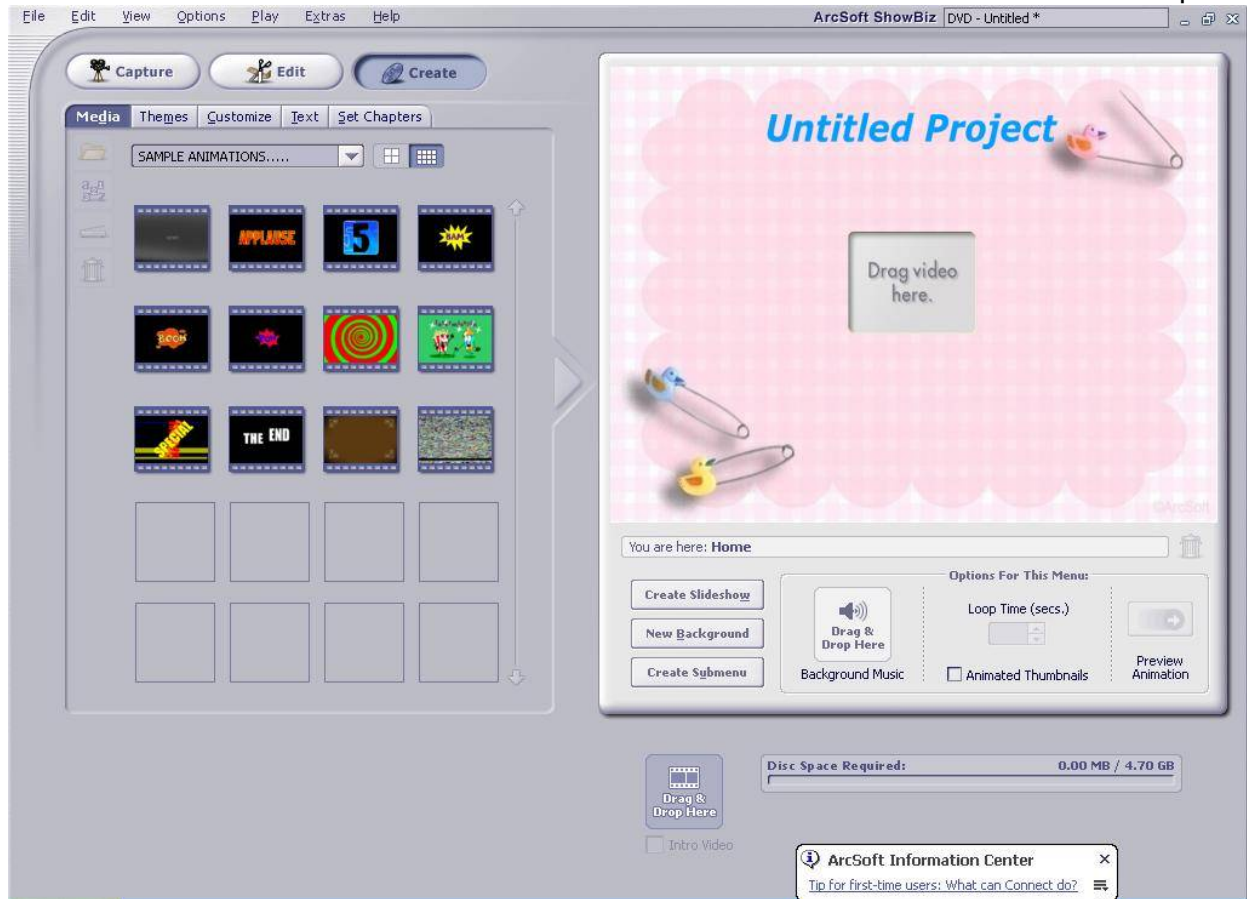 File Edit View Options Play Extras Help ArcSoft ShowBiz DVD - Untitled *
Capture Edit Create
Media Themes Customize Text Set Chapters
SAMPLE ANIMATIONS.....
APPLAUSE 5 BAM
BOOM
SPECIAL THE END
Untitled Project
Drag video
here.
©ArcSoft
You are here: Home
Create Slideshow
New Background
Create Submenu
Drag &
Drop Here
Background Music
Options For This Menu:
Loop Time (secs.)
Animated Thumbnails
Preview
Animation
Drag &
Drop Here
Intro Video
Disc Space Required: 0.00 MB / 4.70 GB
ArcSoft Information Center
Tip for first-time users: What can Connect do?